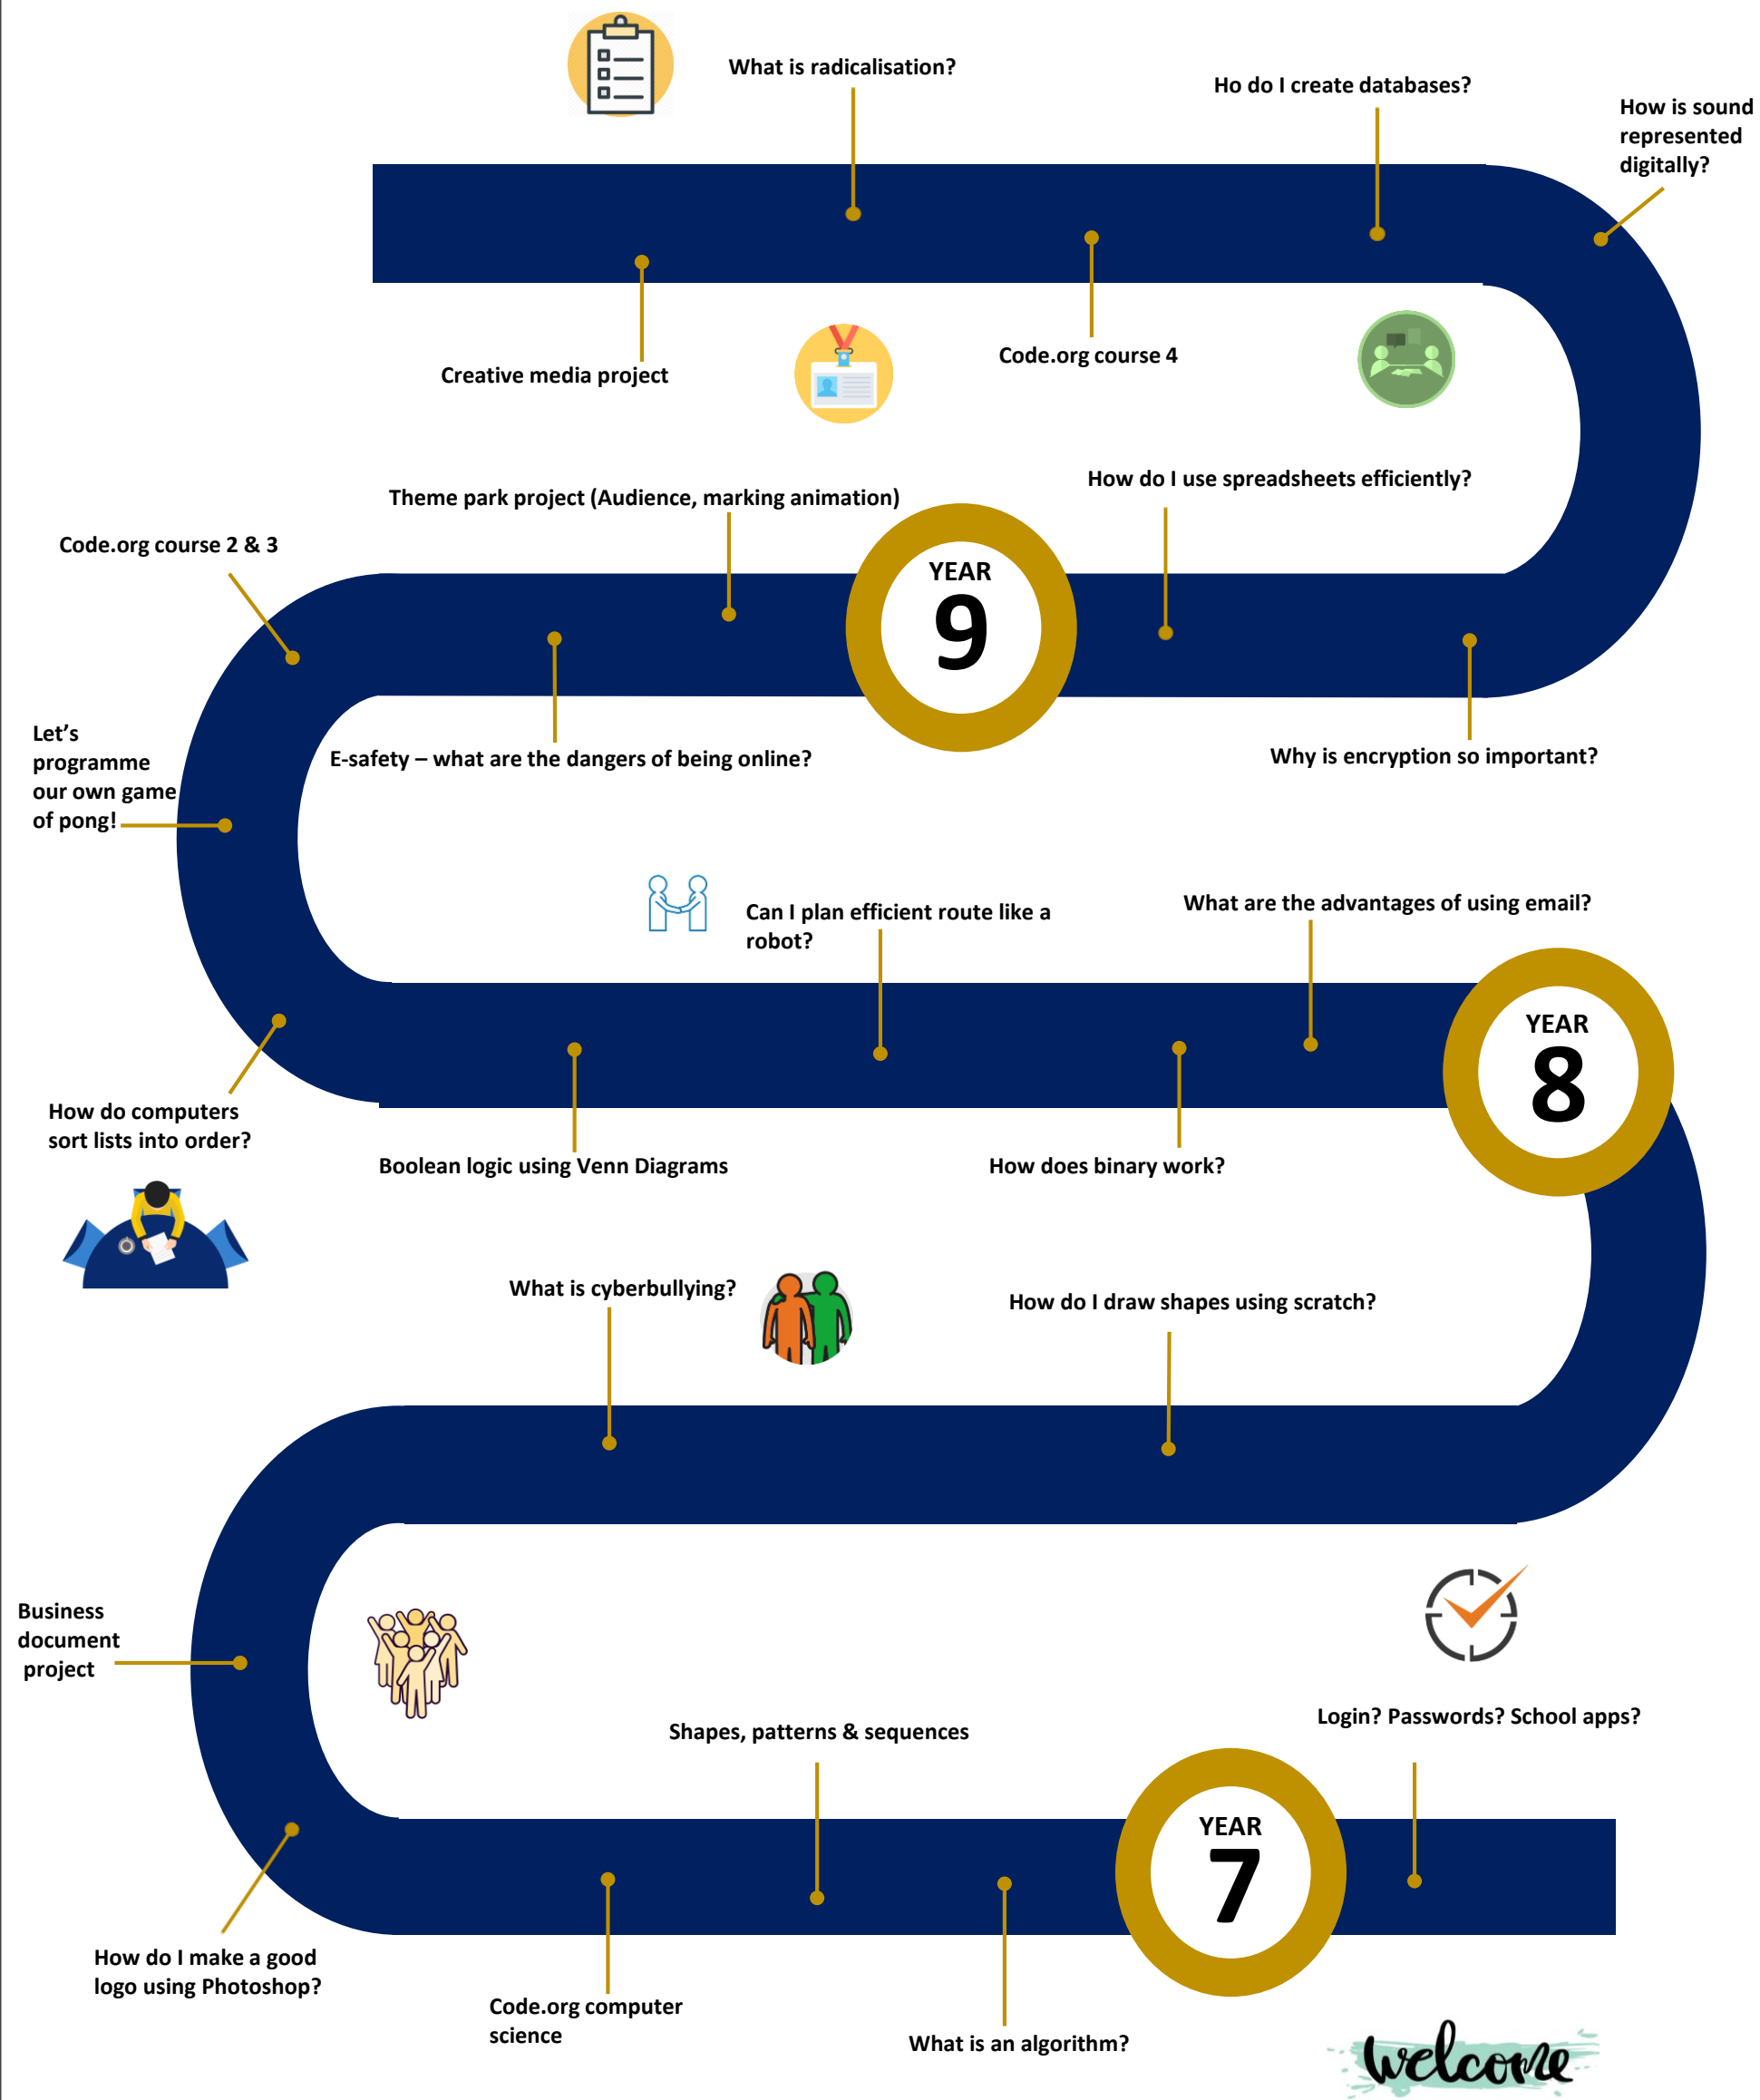 What is radicalisation?
Ho do I create databases?
How is sound
represented
digitally?
Creative media project
Code.org course 4
How do I use spreadsheets efficiently?
Theme park project (Audience, marking animation)
Code.org course 2 & 3
YEAR
9
Let’s
programme
our own game
of pong!
E-safety – what are the dangers of being online?
Why is encryption so important?
Can I plan efficient route like a
robot?
What are the advantages of using email?
YEAR
8
How do computers
sort lists into order?
Boolean logic using Venn Diagrams
How does binary work?
What is cyberbullying?
How do I draw shapes using scratch?
Business
document
project
Shapes, patterns & sequences
Login? Passwords? School apps?
YEAR
7
How do I make a good
logo using Photoshop?
Code.org computer
science
What is an algorithm?
welcome